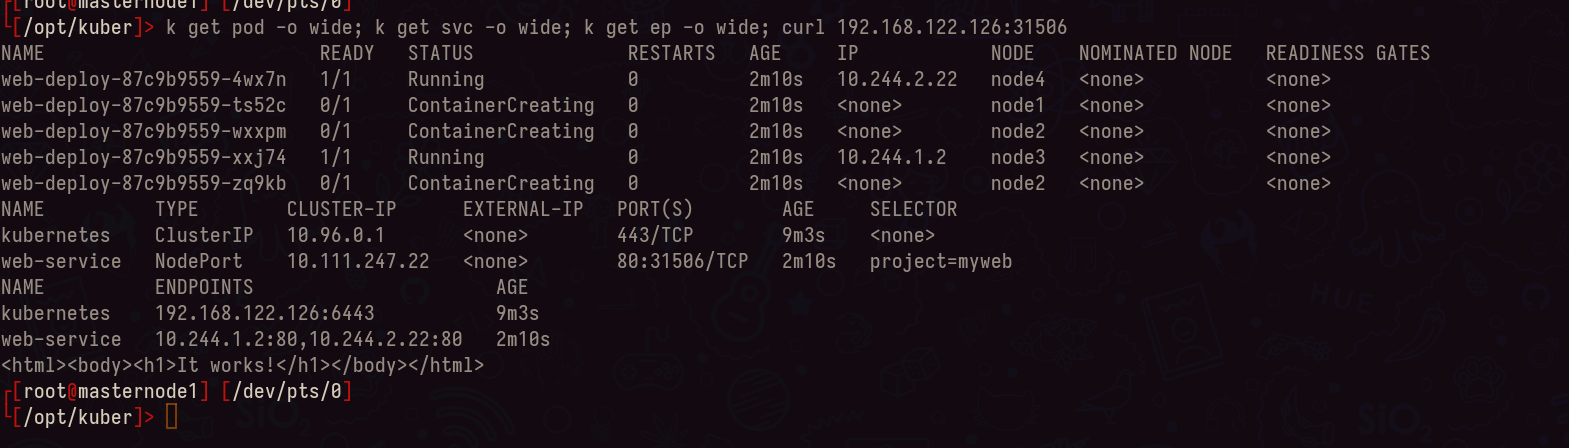 [root@masternode1] [/dev/pts/0]
[/opt/kuber]> k get pod -o wide; k get svc -o wide; k get ep -o wide; curl 192.168.122.126:31506
NAME READY STATUS RESTARTS AGE IP NODE NOMINATED NODE READINESS GATES
web-deploy-87c9b9559-4wx7n 1/1 Running 0 2m10s 10.244.2.22 node4 <none> <none>
web-deploy-87c9b9559-ts52c 0/1 ContainerCreating 0 2m10s <none> node1 <none> <none>
web-deploy-87c9b9559-wxxpm 0/1 ContainerCreating 0 2m10s <none> node2 <none> <none>
web-deploy-87c9b9559-xxj74 1/1 Running 0 2m10s 10.244.1.2 node3 <none> <none>
web-deploy-87c9b9559-zq9kb 0/1 ContainerCreating 0 2m10s <none> node2 <none> <none>
NAME TYPE CLUSTER-IP EXTERNAL-IP PORT(S) AGE SELECTOR
kubernetes ClusterIP 10.96.0.1 <none> 443/TCP 9m3s <none>
web-service NodePort 10.111.247.22 <none> 80:31506/TCP 2m10s project=myweb
NAME ENDPOINTS AGE
kubernetes 192.168.122.126:6443 9m3s
web-service 10.244.1.2:80,10.244.2.22:80 2m10s
<html><body><h1>It works!</h1></body></html>
[root@masternode1] [/dev/pts/0]
[/opt/kuber]>